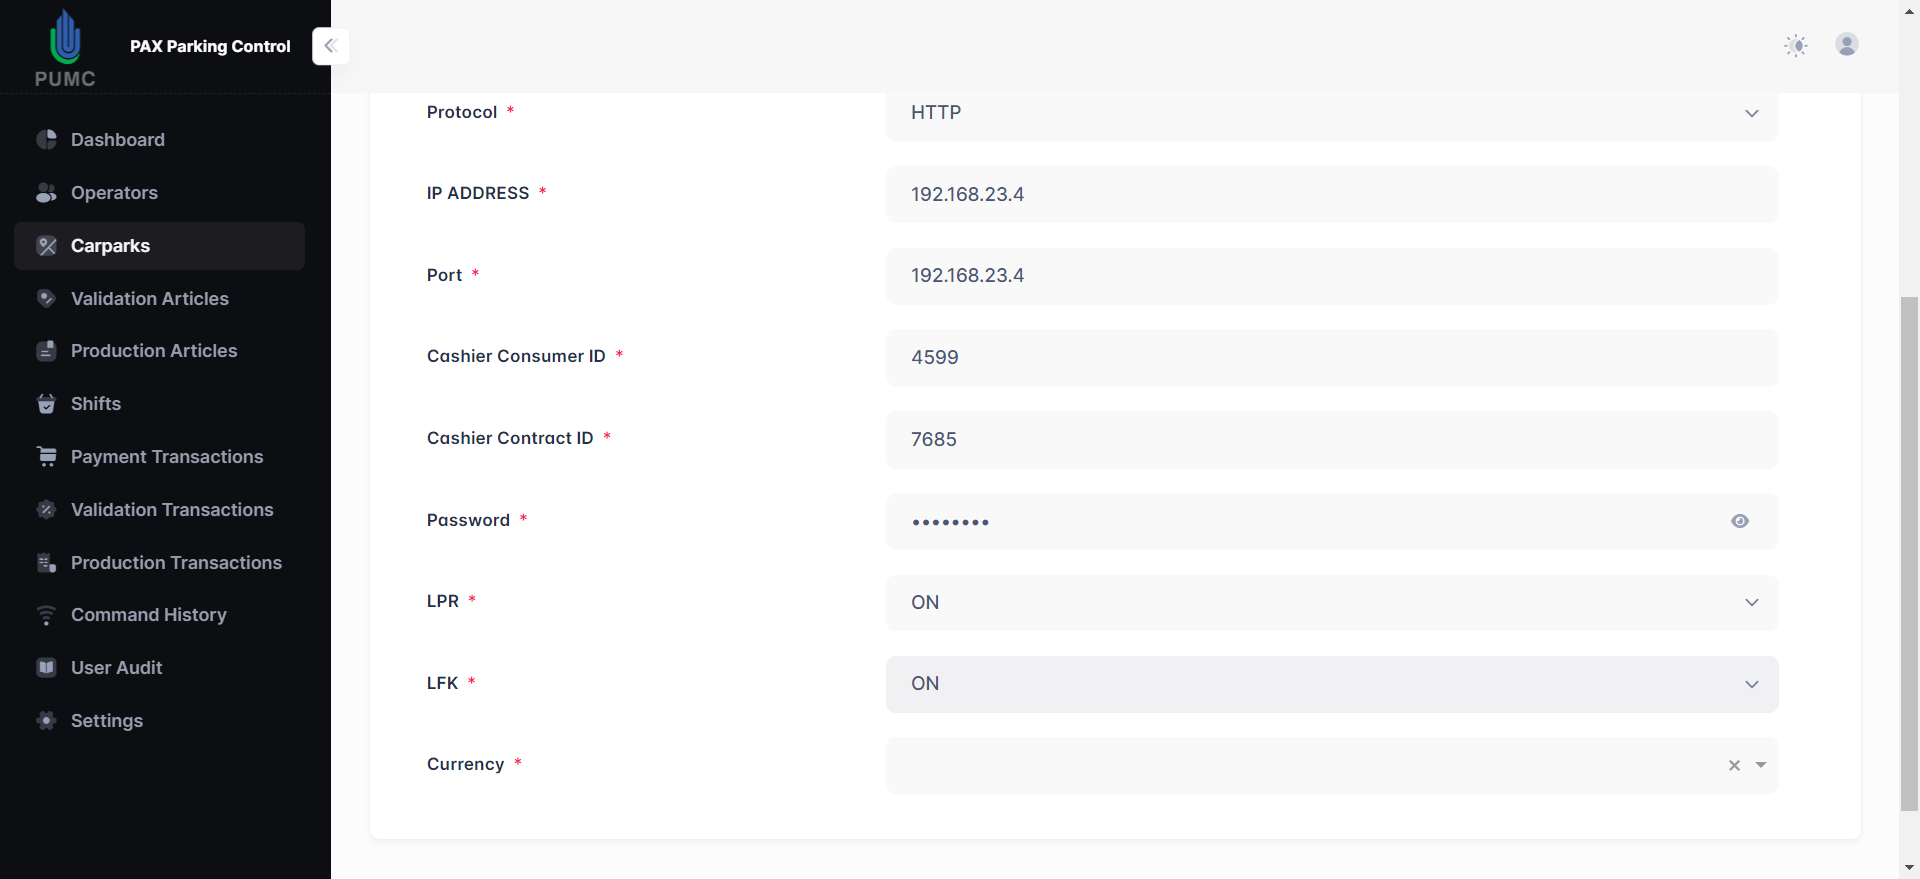 PUMC
PAX Parking Control
Dashboard
Operators
Carparks
Validation Articles
Production Articles
Shifts
Payment Transactions
Validation Transactions
Production Transactions
Command History
User Audit
Settings
Protocol * HTTP
IP ADDRESS * 192.168.23.4
Port * 192.168.23.4
Cashier Consumer ID * 4599
Cashier Contract ID * 7685
Password * ••••••••
LPR * ON
LFK * ON
Currency *